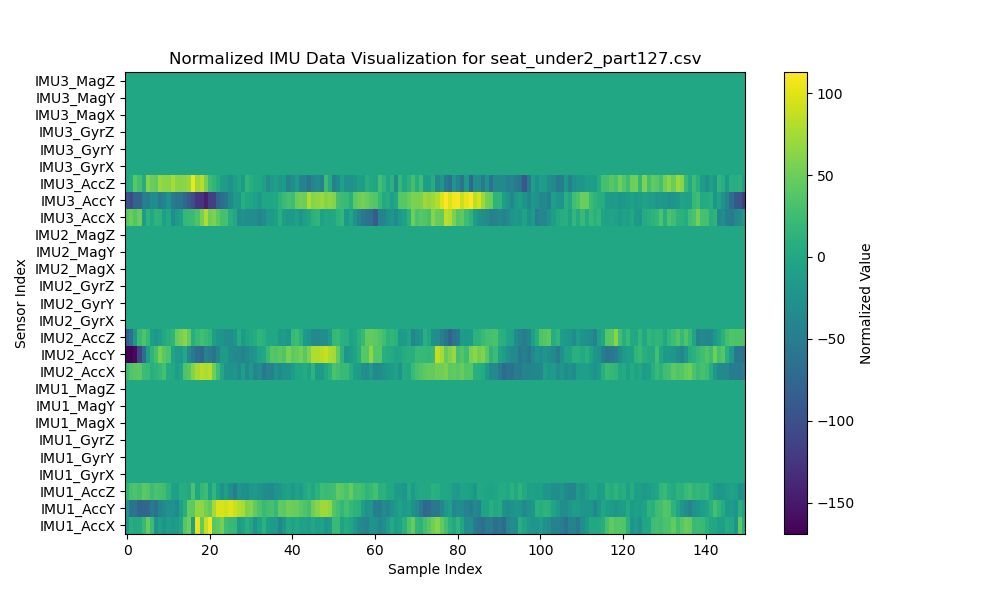 Normalized IMU Data Visualization for seat_under2_part127.csv
IMU3_MagZ
IMU3_MagY
IMU3_MagX
IMU3_GyrZ
IMU3_GyrY
IMU3_GyrX
IMU3_AccZ
IMU3_AccY
IMU3_AccX
IMU2_MagZ
IMU2_MagY
IMU2_MagX
IMU2_GyrZ
IMU2_GyrY
IMU2_GyrX
IMU2_AccZ
IMU2_AccY
IMU2_AccX
IMU1_MagZ
IMU1_MagY
IMU1_MagX
IMU1_GyrZ
IMU1_GyrY
IMU1_GyrX
IMU1_AccZ
IMU1_AccY
IMU1_AccX
Sensor Index
0 20 40 60 80 100 120 140
Sample Index
100
50
0
−50
−100
−150
Normalized Value